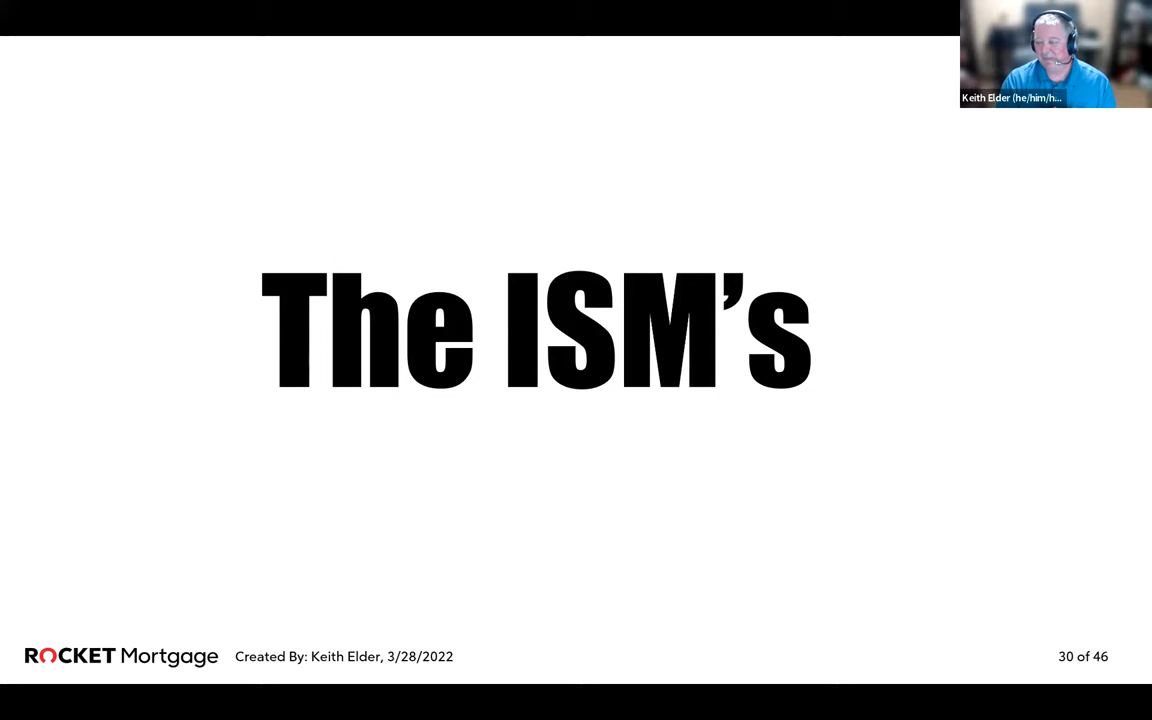 Keith Elder (he/him/h...
The ISM’s
ROCKET Mortgage
Created By: Keith Elder, 3/28/2022
30 of 46